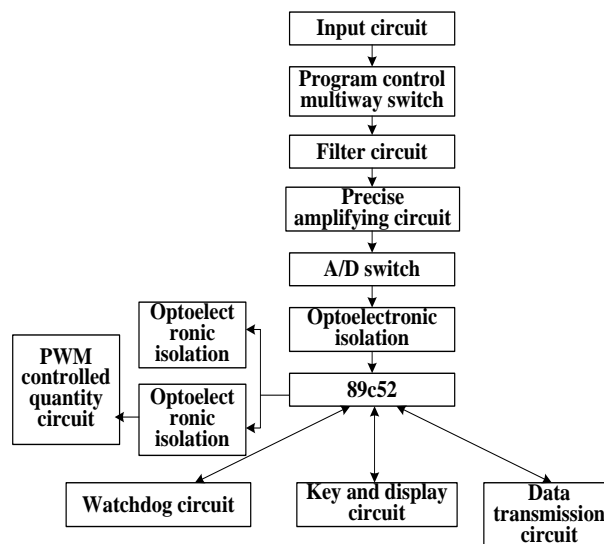 Input circuit
Program control
multiway switch
Filter circuit
Precise
amplifying circuit
A/D switch
Optoelectronic
isolation
Optoelect
ronic
isolation
PWM
controlled
quantity
circuit
Optoelect
ronic
isolation
89c52
Watchdog circuit
Key and display
circuit
Data
transmission
circuit